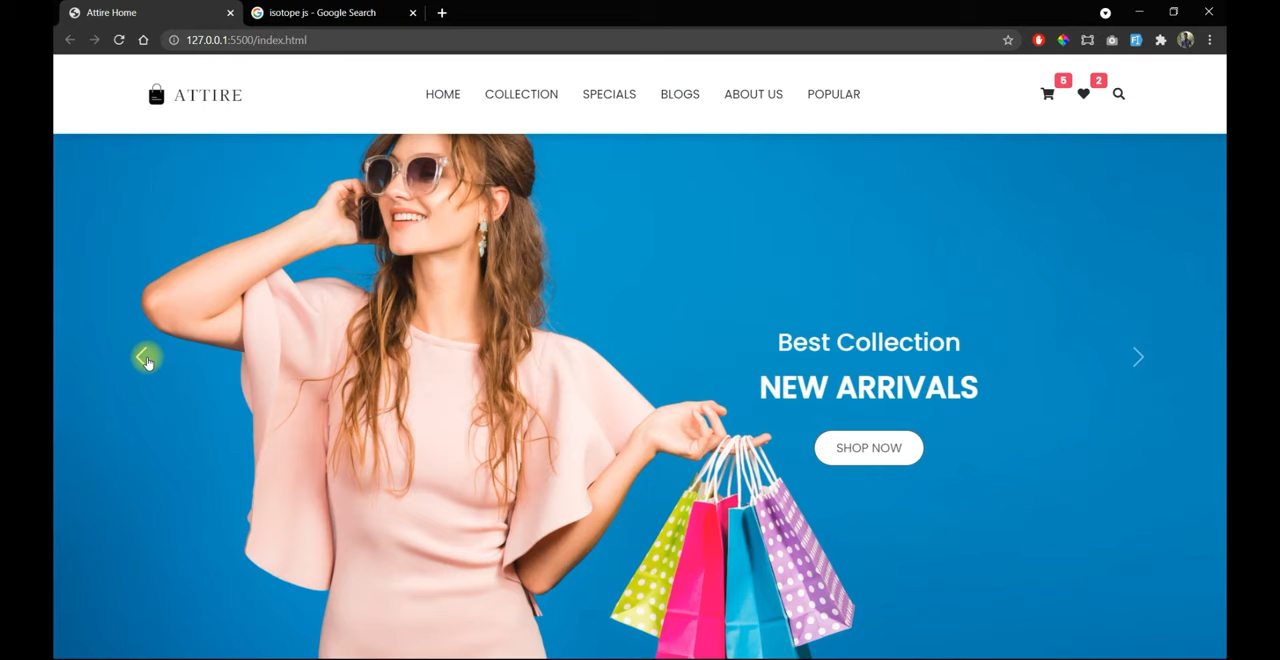 Attire Home
isotope js - Google Search
127.0.0.1:5500/index.html
ATTIRE
HOME COLLECTION SPECIALS BLOGS ABOUT US POPULAR
5 2
Best Collection
NEW ARRIVALS
SHOP NOW